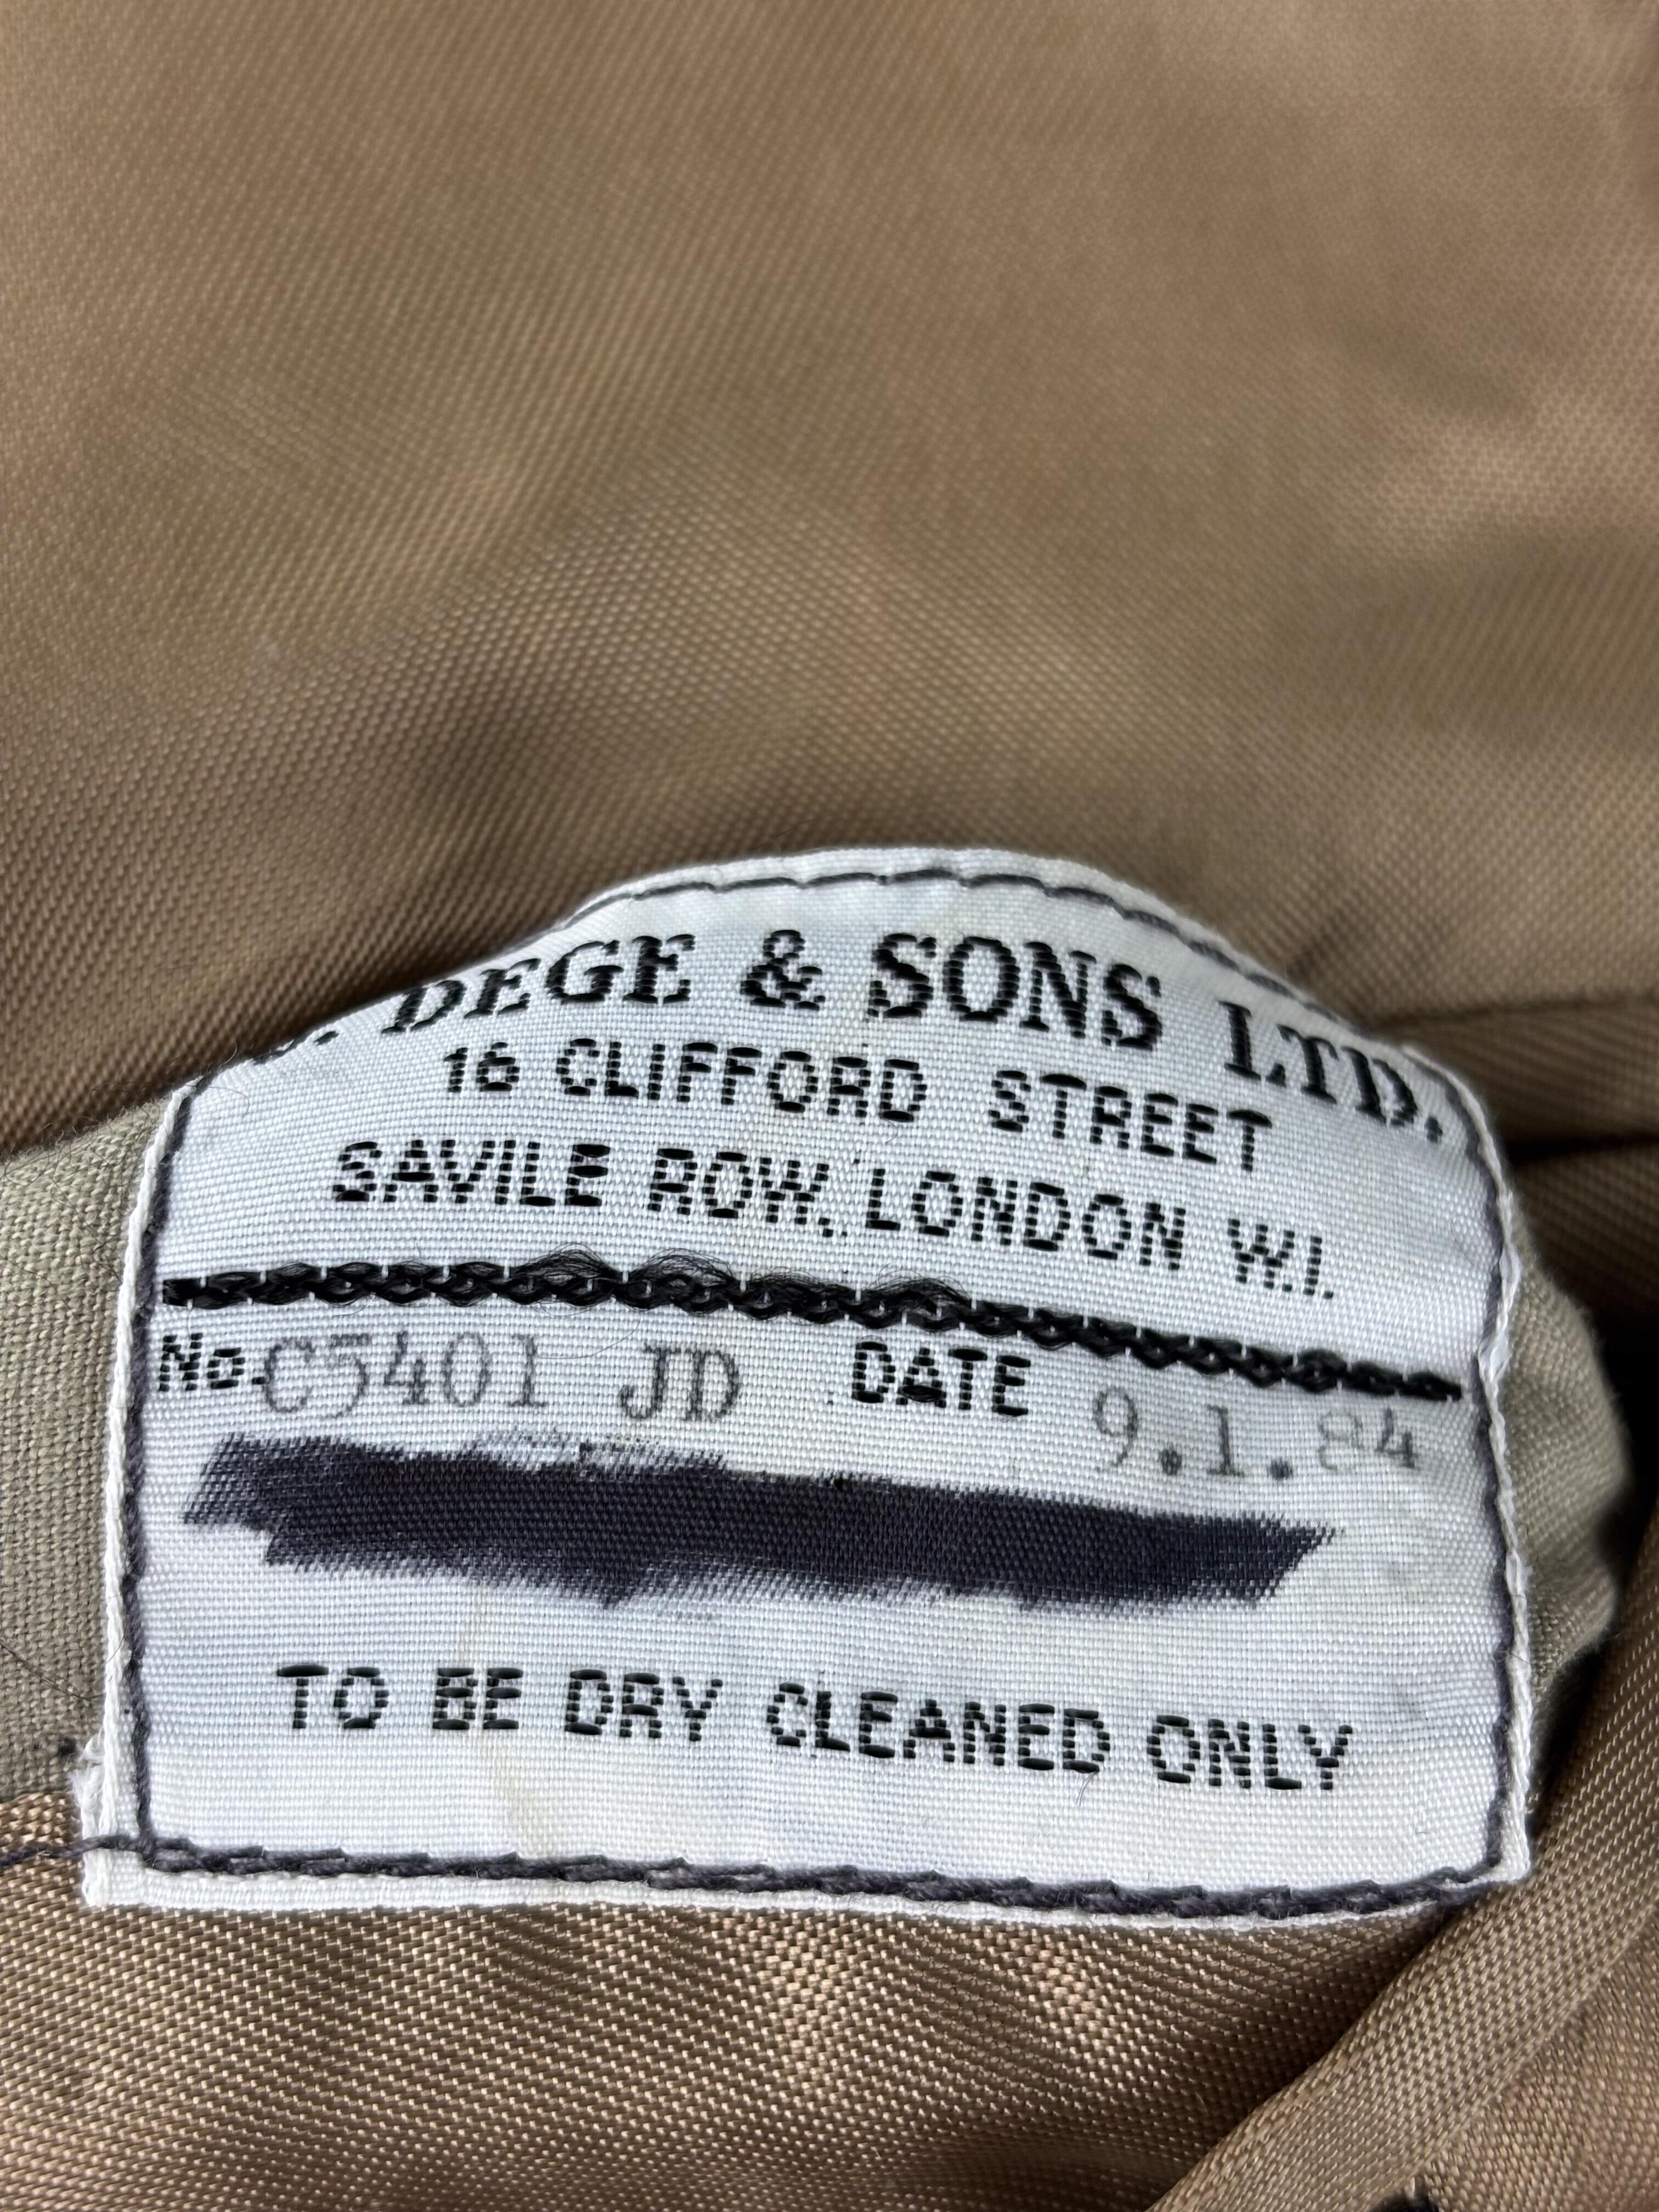 DEGE & SONS LTD.
16 CLIFFORD STREET
SAVILE ROW, LONDON W.I.
No. C5401 JD DATE 9.1.84
TO BE DRY CLEANED ONLY